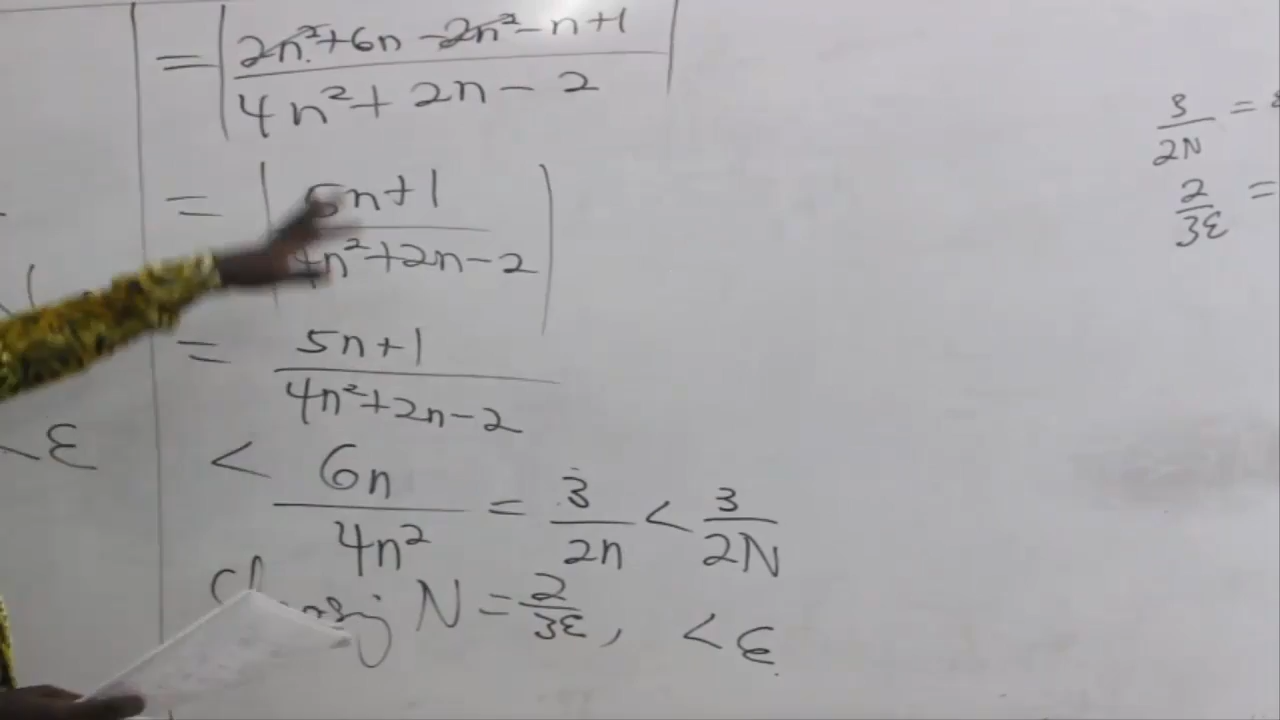 = |2n²+6n-2n²-n+1 / 4n²+2n-2|
= |5n+1 / 4n²+2n-2|
= 5n+1 / 4n²+2n-2
< 6n / 4n² = 3 / 2n < 3 / 2N
N = 2 / 3ε, < ε
< ε
3 / 2N =
2 / 3ε =